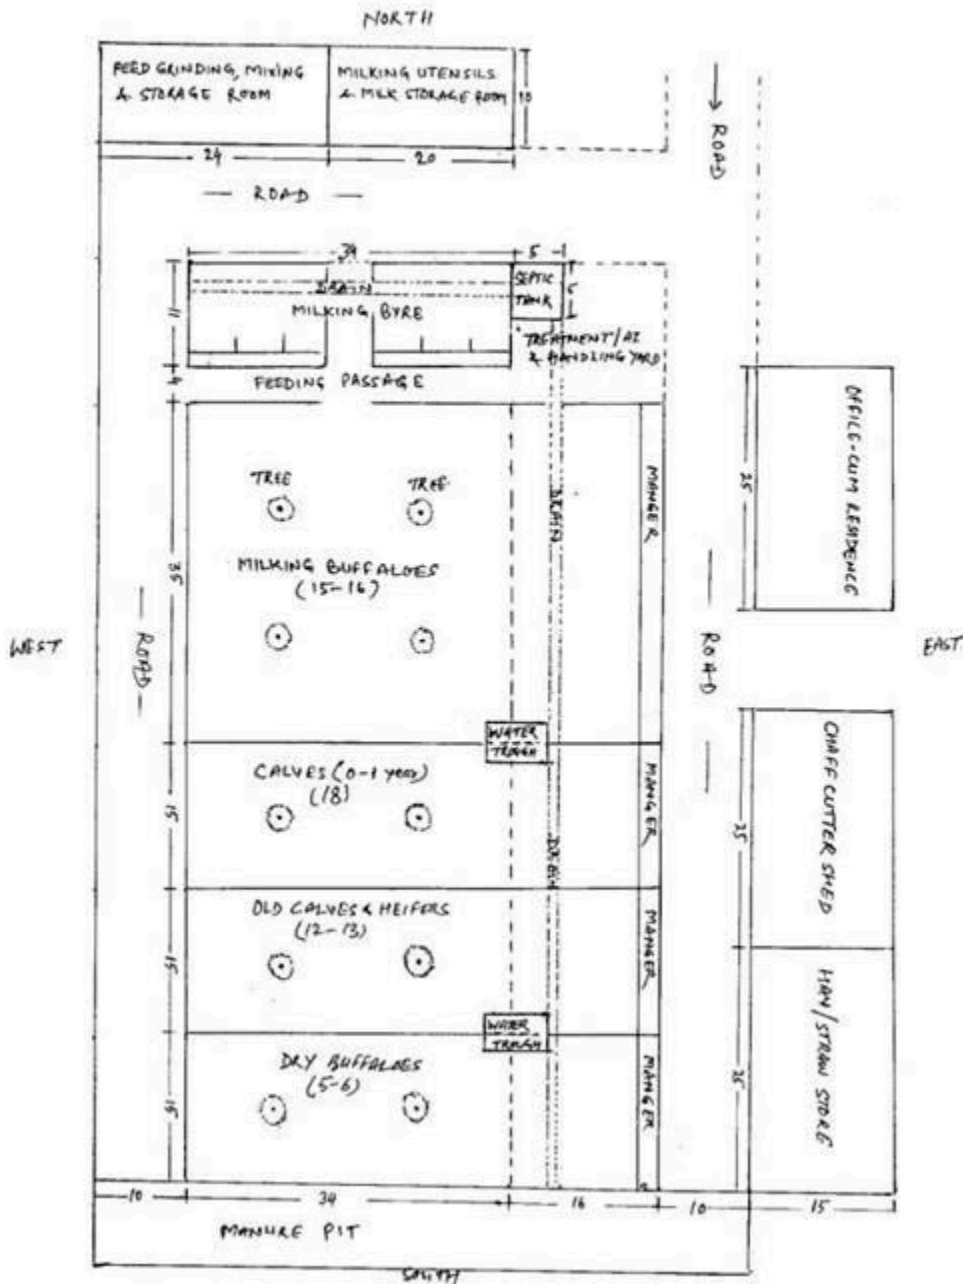 NORTH
FEED GRINDING, MIXING
& STORAGE ROOM
MILKING UTENSILS
& MILK STORAGE ROOM
10
24
20
ROAD
ROAD
34
5
DRAIN
SEPTIC
TANK
5
MILKING BYRE
11
TREATMENT/AI
& HANDLING YARD
4
FEEDING PASSAGE
TREE
TREE
MANGER
DRAIN
OFFICE-CUM RESIDENCE
25
MILKING BUFFALOES
(15-16)
35
WEST
ROAD
ROAD
EAST
WATER
TROUGH
CALVES (0-1 year)
(18)
15
MANGER
DRAIN
CHAFF CUTTER SHED
25
OLD CALVES & HEIFERS
(12-13)
15
MANGER
WATER
TROUGH
DRY BUFFALOES
(5-6)
15
MANGER
HAY/STRAW STORE
25
10
34
16
10
15
MANURE PIT
SOUTH